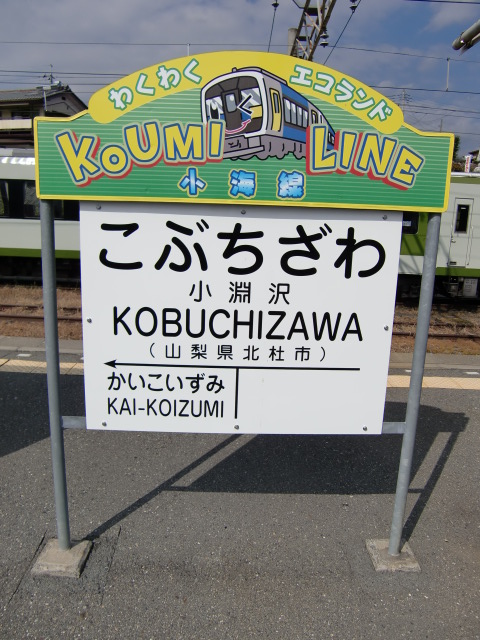 わくわく エコランド
KOUMI LINE
小海線
こぶちざわ
小淵沢
KOBUCHIZAWA
(山梨県北杜市)
かいこいずみ
KAI-KOIZUMI